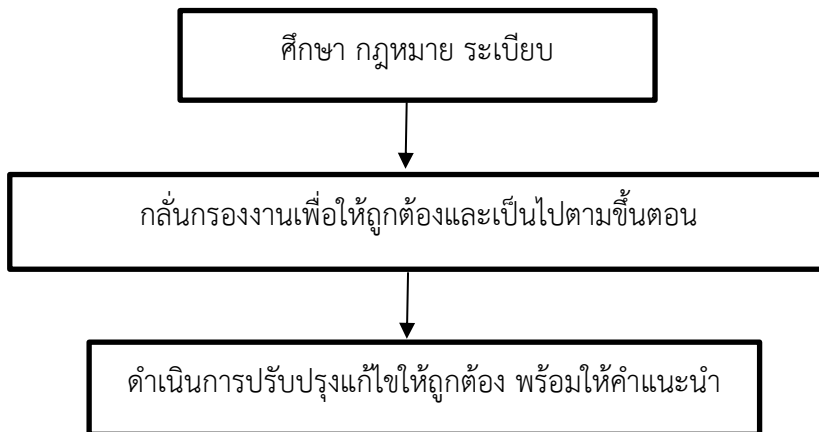 ศึกษา กฎหมาย ระเบียบ
กลั่นกรองงานเพื่อให้ถูกต้องและเป็นไปตามขึ้นตอน
ดำเนินการปรับปรุงแก้ไขให้ถูกต้อง พร้อมให้คำแนะนำ